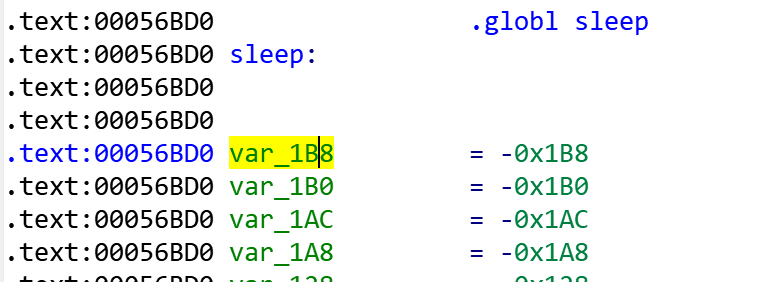 .text:00056BD0 .globl sleep
.text:00056BD0 sleep:
.text:00056BD0
.text:00056BD0
.text:00056BD0 var_1B8 = -0x1B8
.text:00056BD0 var_1B0 = -0x1B0
.text:00056BD0 var_1AC = -0x1AC
.text:00056BD0 var_1A8 = -0x1A8